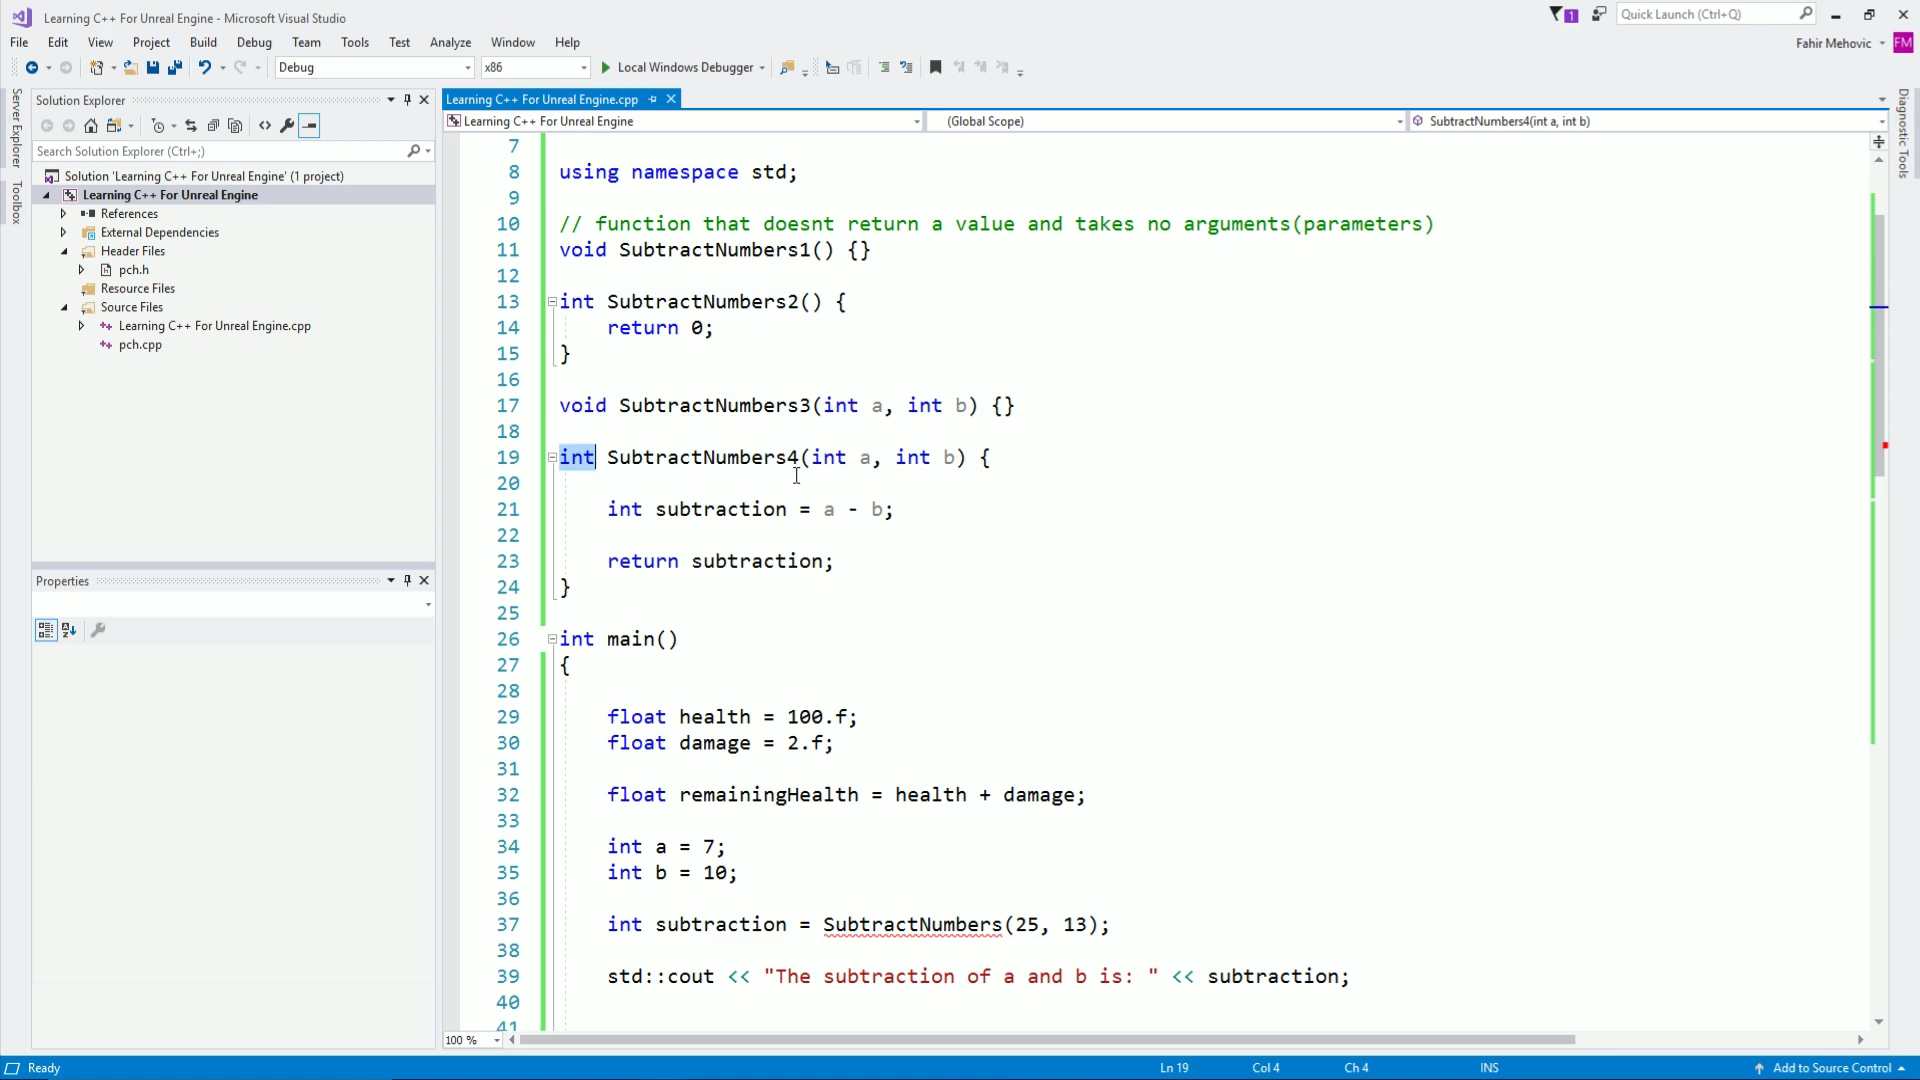 Learning C++ For Unreal Engine - Microsoft Visual Studio
1
Quick Launch (Ctrl+Q)
File Edit View Project Build Debug Team Tools Test Analyze Window Help
Fahir Mehovic FM
Debug x86 Local Windows Debugger
Server Explorer
Toolbox
Solution Explorer
Search Solution Explorer (Ctrl+;)
Solution 'Learning C++ For Unreal Engine' (1 project)
Learning C++ For Unreal Engine
References
External Dependencies
Header Files
pch.h
Resource Files
Source Files
Learning C++ For Unreal Engine.cpp
pch.cpp
Properties
Learning C++ For Unreal Engine.cpp
Learning C++ For Unreal Engine (Global Scope) SubtractNumbers4(int a, int b)
7
8 using namespace std;
9
10 // function that doesnt return a value and takes no arguments(parameters)
11 void SubtractNumbers1() {}
12
13 int SubtractNumbers2() {
14 return 0;
15 }
16
17 void SubtractNumbers3(int a, int b) {}
18
19 int SubtractNumbers4(int a, int b) {
20
21 int subtraction = a - b;
22
23 return subtraction;
24 }
25
26 int main()
27 {
28
29 float health = 100.f;
30 float damage = 2.f;
31
32 float remainingHealth = health + damage;
33
34 int a = 7;
35 int b = 10;
36
37 int subtraction = SubtractNumbers(25, 13);
38
39 std::cout << "The subtraction of a and b is: " << subtraction;
40
41
100 %
Diagnostic Tools
Ready Ln 19 Col 4 Ch 4 INS Add to Source Control